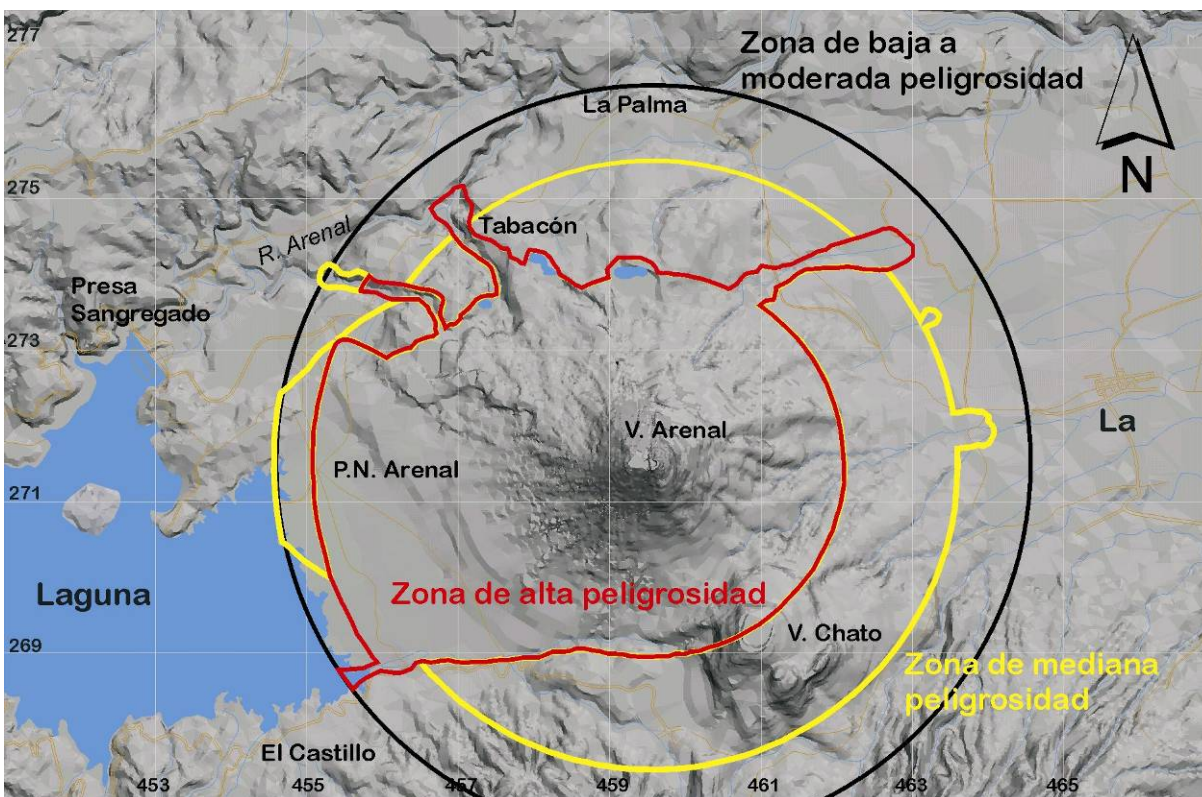 277
Zona de baja a
moderada peligrosidad
La Palma
N
275
Tabacón
R. Arenal
Presa
Sangregado
273
V. Arenal
La
P.N. Arenal
271
Laguna
Zona de alta peligrosidad
V. Chato
269
Zona de mediana
peligrosidad
El Castillo
453
455
457
459
461
463
465